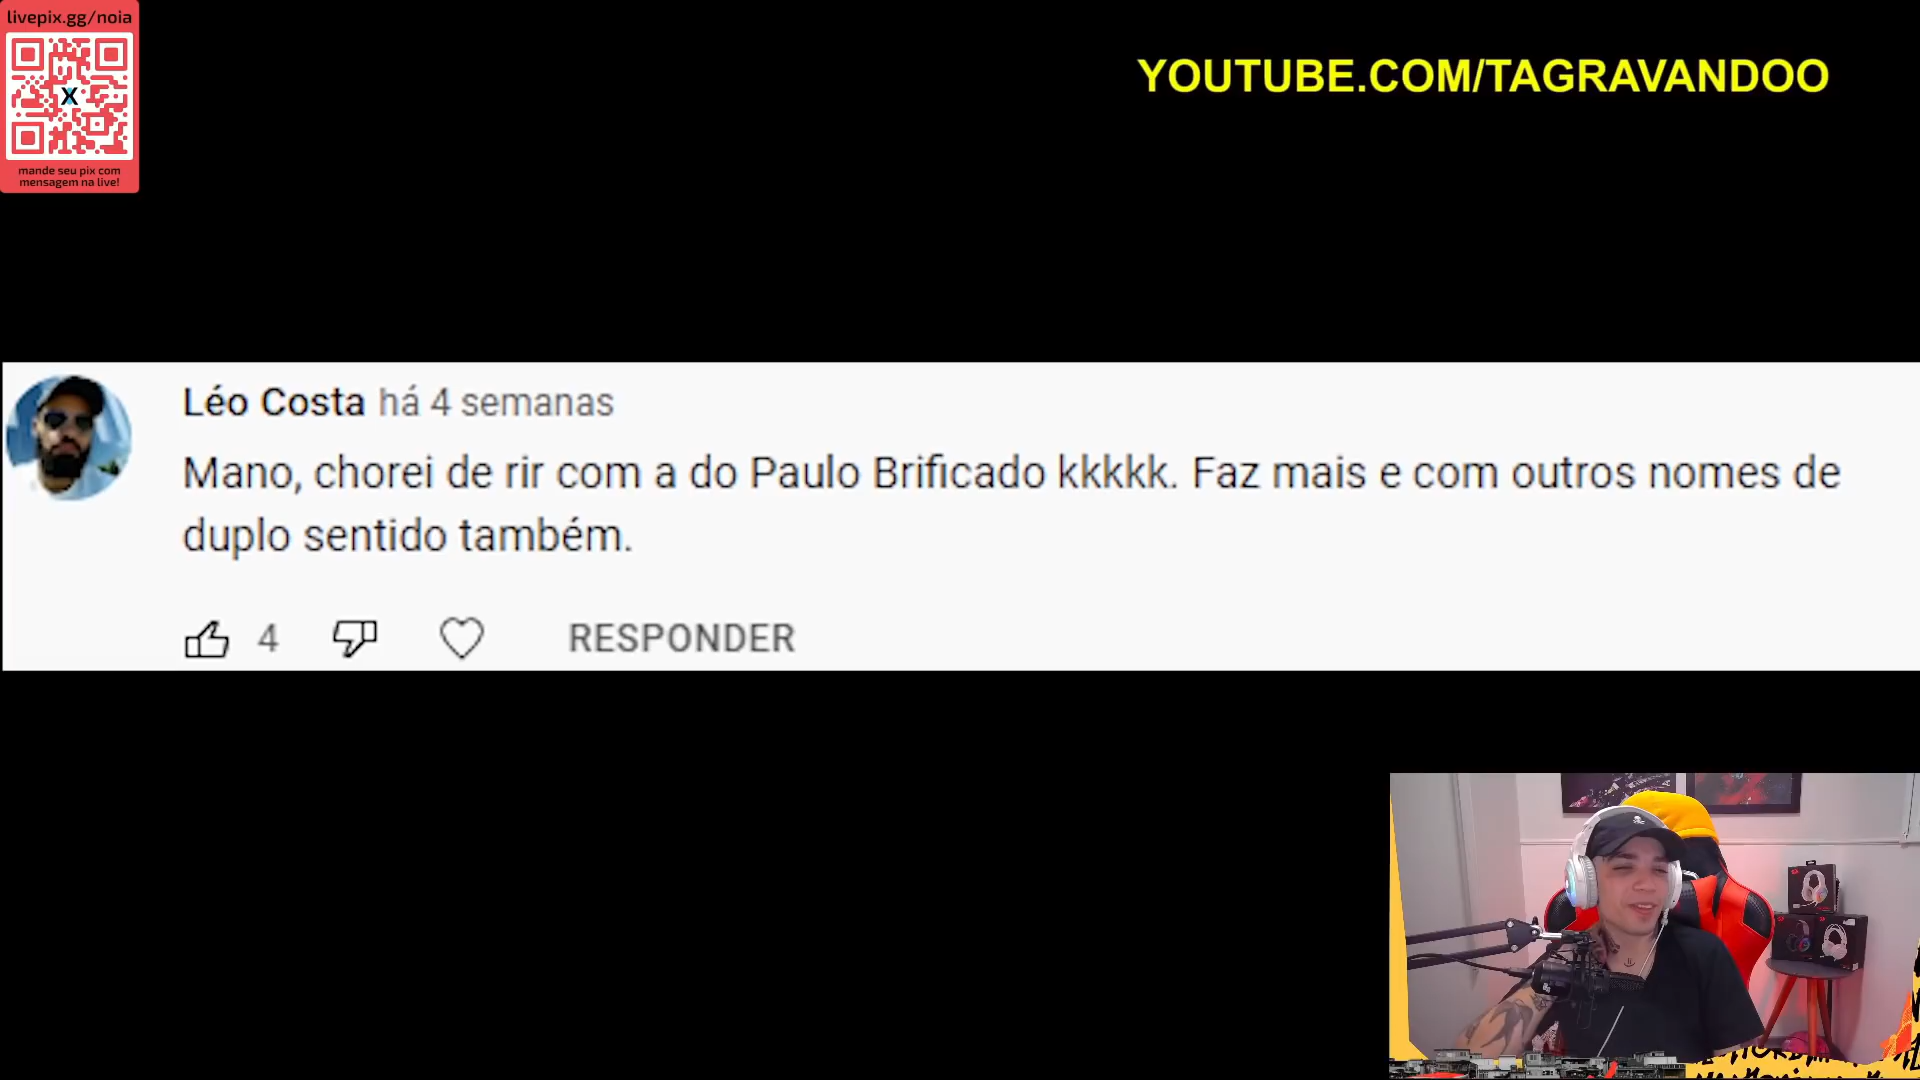 livepix.gg/noia
X
mande seu pix com
mensagem na live!
YOUTUBE.COM/TAGRAVANDOO
Léo Costa há 4 semanas
Mano, chorei de rir com a do Paulo Brificado kkkkk. Faz mais e com outros nomes de
duplo sentido também.
4
RESPONDER